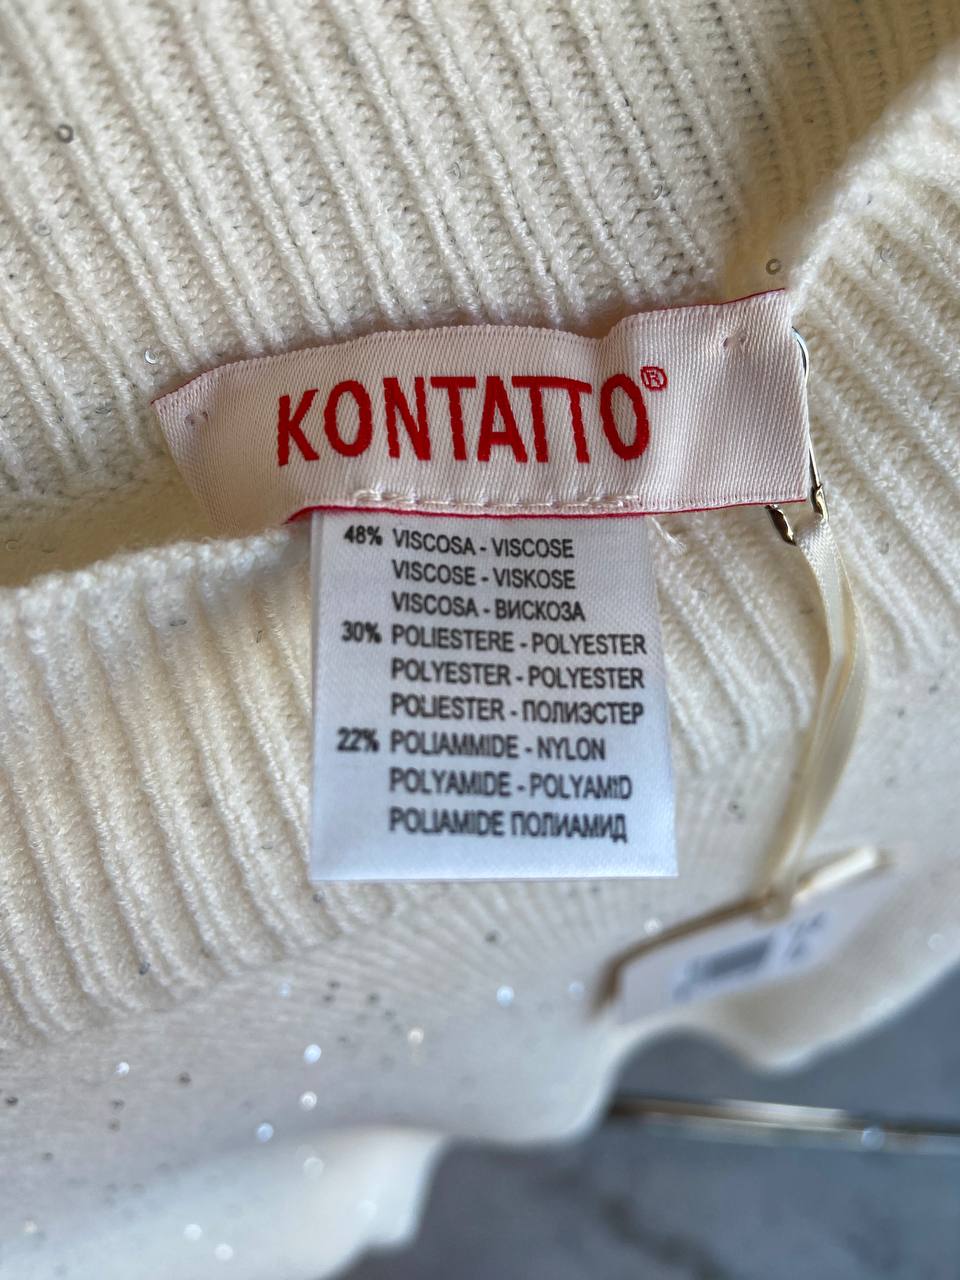 KONTATTO®
48% VISCOSA - VISCOSE
VISCOSE - VISKOSE
VISCOSA - ВИСКОЗА
30% POLIESTERE - POLYESTER
POLYESTER - POLYESTER
POLIESTER - ПОЛИЭСТЕР
22% POLIAMMIDE - NYLON
POLYAMIDE - POLYAMID
POLIAMIDE ПОЛИАМИД